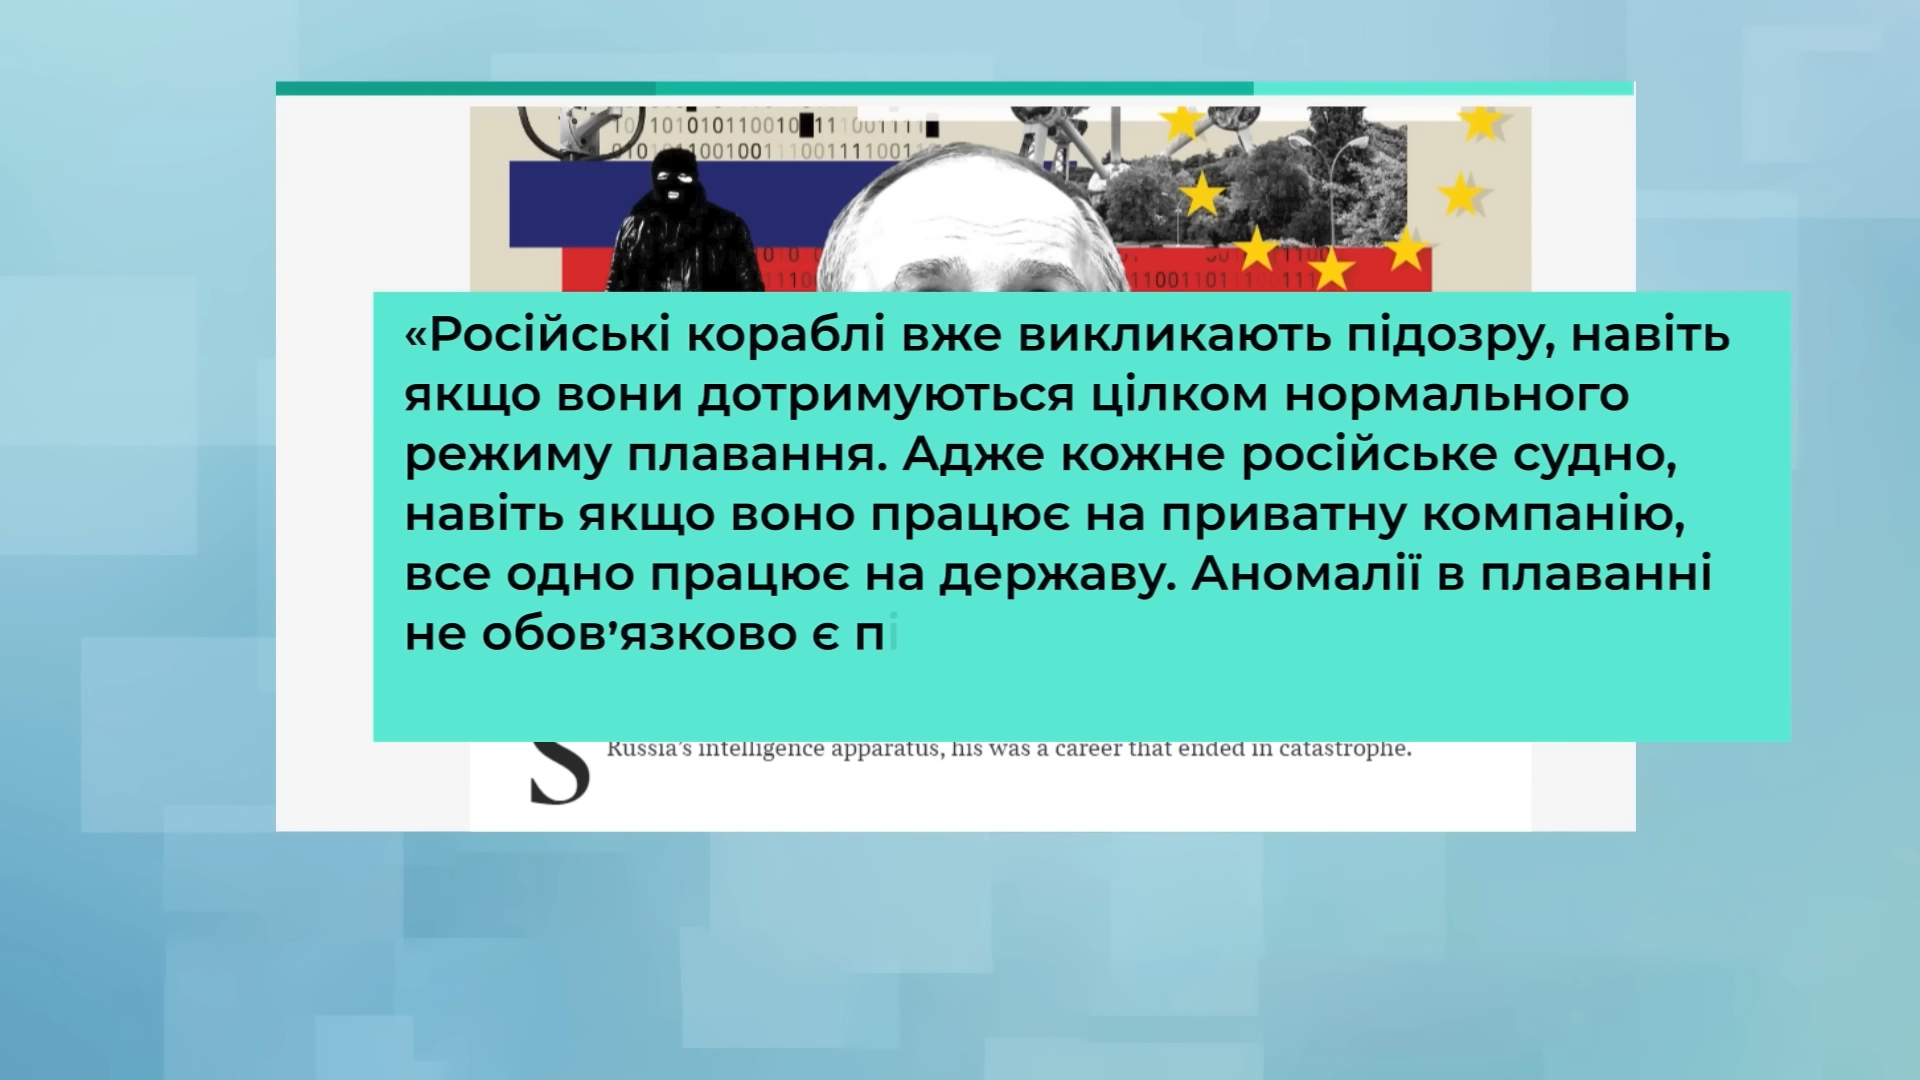 «Російські кораблі вже викликають підозру, навіть
якщо вони дотримуються цілком нормального
режиму плавання. Адже кожне російське судно,
навіть якщо воно працює на приватну компанію,
все одно працює на державу. Аномалії в плаванні
не обов’язково є пі
S Russia’s intelligence apparatus, his was a career that ended in catastrophe.